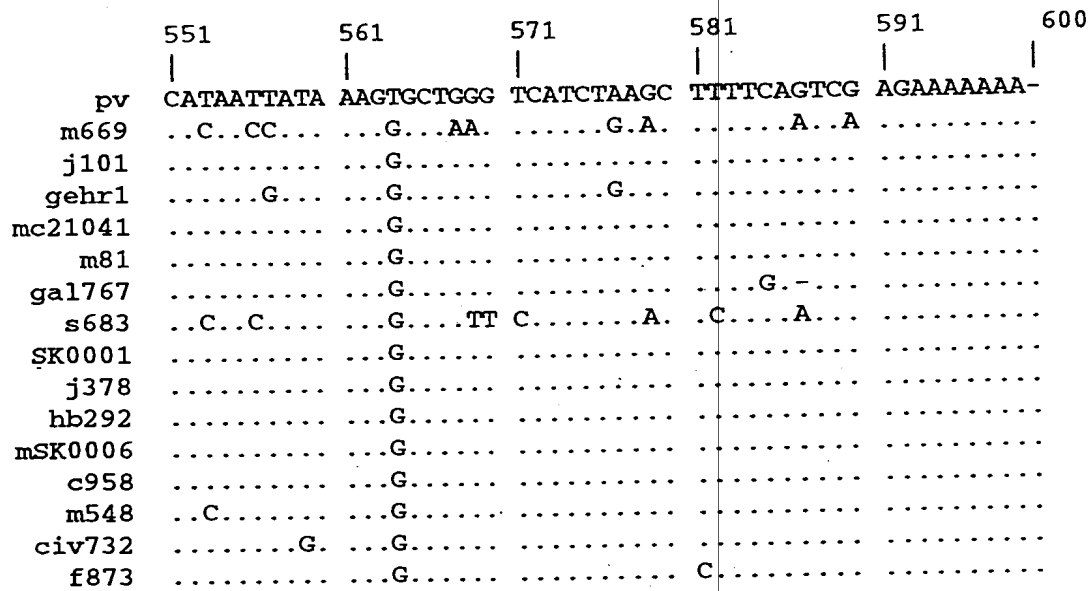 551 561 571 581 591 600
| | | | | |
pv CATAATTATA AAGTGCTGGG TCATCTAAGC TTTTCAGTCG AGAAAAAAA-
m669 ..C..CC... ...G...AA. ......G.A. ......A..A ..........
j101 .......... ...G...... .......... .......... ..........
gehr1 ......G... ...G...... ......G... .......... ..........
mc21041 .......... ...G...... .......... .......... ..........
m81 .......... ...G...... .......... .......... ..........
ga1767 .......... ...G...... .......... ....G.-... ..........
s683 ..C..C.... ...G....TT C.......A. .C....A... ..........
SK0001 .......... ...G...... .......... .......... ..........
j378 .......... ...G...... .......... .......... ..........
hb292 .......... ...G...... .......... .......... ..........
mSK0006 .......... ...G...... .......... .......... ..........
c958 .......... ...G...... .......... .......... ..........
m548 ..C....... ...G...... .......... .......... ..........
civ732 ........G. ...G...... .......... .......... ..........
f873 .......... ...G...... .......... C......... ..........